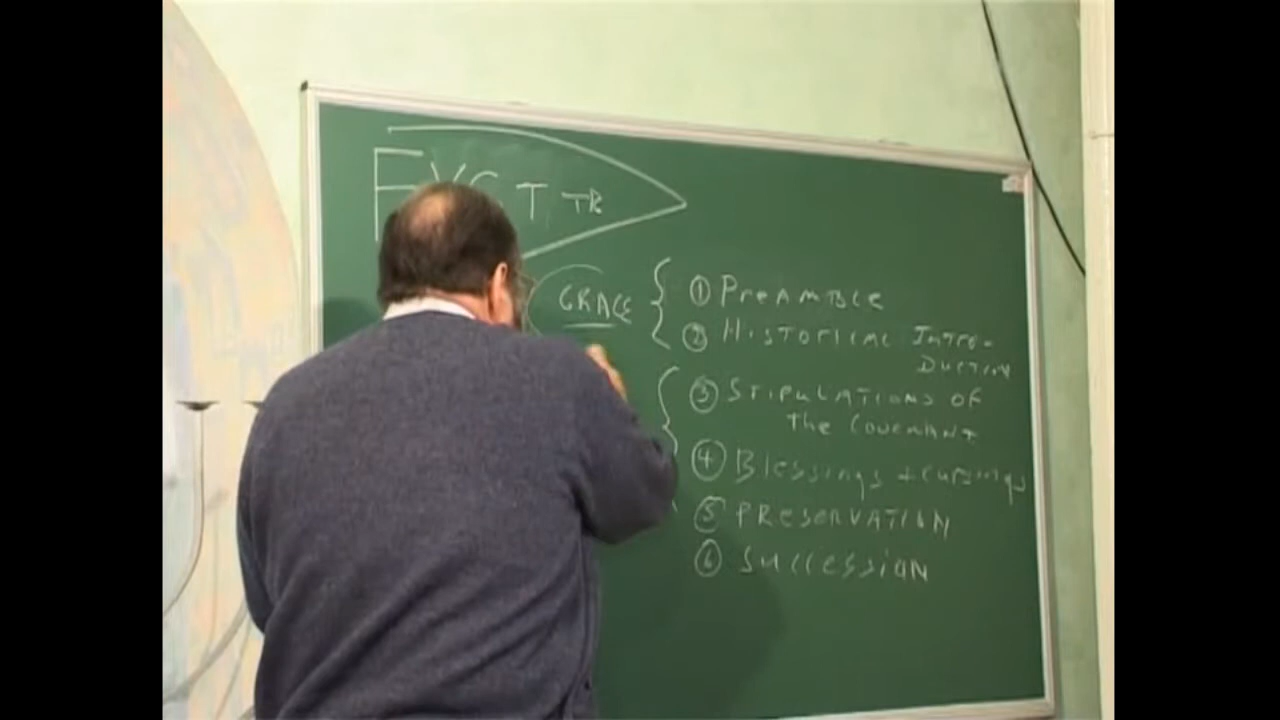 T, TR
GRACE
① PREAMBLE
② HISTORICAL INTRO-
DUCTION
③ STIPULATIONS OF
The COVENANT
④ Blessings + cursings
⑤ PRESERVATION
⑥ SUCCESSION